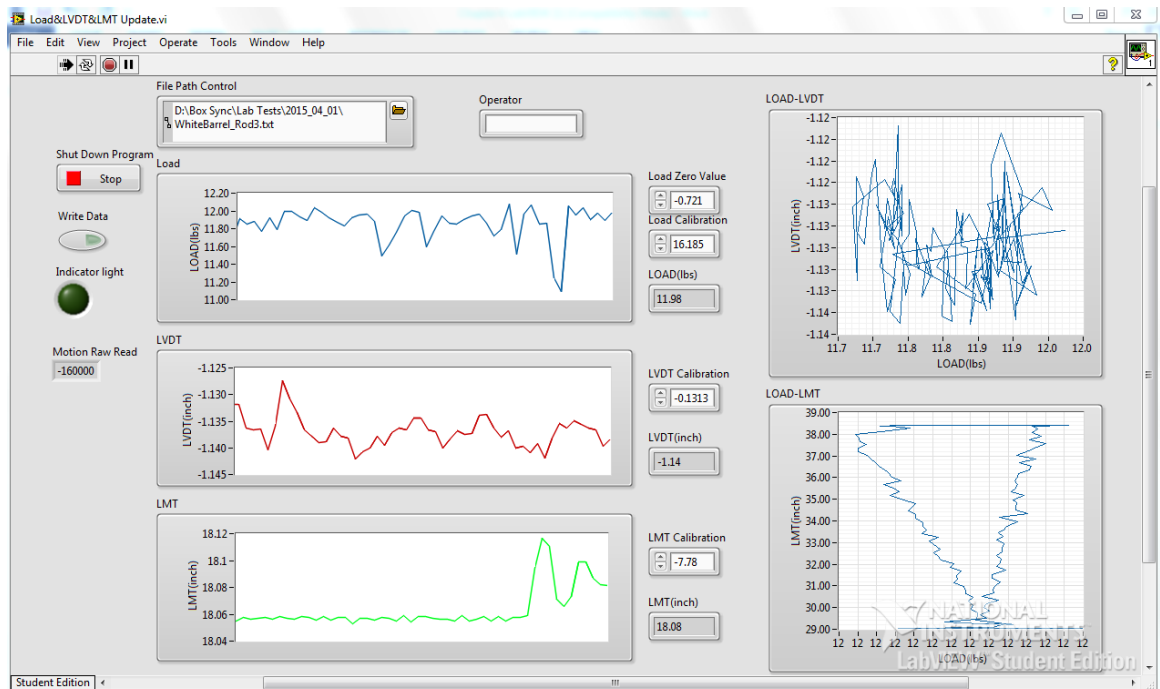 Load&LVDT&LMT Update.vi
File Edit View Project Operate Tools Window Help
1
File Path Control
D:\Box Sync\Lab Tests\2015_04_01\
WhiteBarrel_Rod3.txt
Operator
Shut Down Program
Stop
Write Data
Indicator light
Motion Raw Read
-160000
Load
LOAD(lbs)
12.20
12.00
11.80
11.60
11.40
11.20
11.00
Load Zero Value
-0.721
Load Calibration
16.185
LOAD(lbs)
11.98
LVDT
LVDT(inch)
-1.125
-1.130
-1.135
-1.140
-1.145
LVDT Calibration
-0.1313
LVDT(inch)
-1.14
LMT
LMT(inch)
18.12
18.1
18.08
18.06
18.04
LMT Calibration
-7.78
LMT(inch)
18.08
LOAD-LVDT
LVDT(inch)
-1.12
-1.12
-1.12
-1.12
-1.13
-1.13
-1.13
-1.13
-1.13
-1.14
11.7 11.7 11.8 11.8 11.9 11.9 12.0 12.0
LOAD(lbs)
LOAD-LMT
LMT(inch)
39.00
38.00
37.00
36.00
35.00
34.00
33.00
32.00
31.00
30.00
29.00
12 12 12 12 12 12 12 12 12 12 12 12 12 12
LOAD(lbs)
NATIONAL
INSTRUMENTS
LabVIEW Student Edition
Student Edition